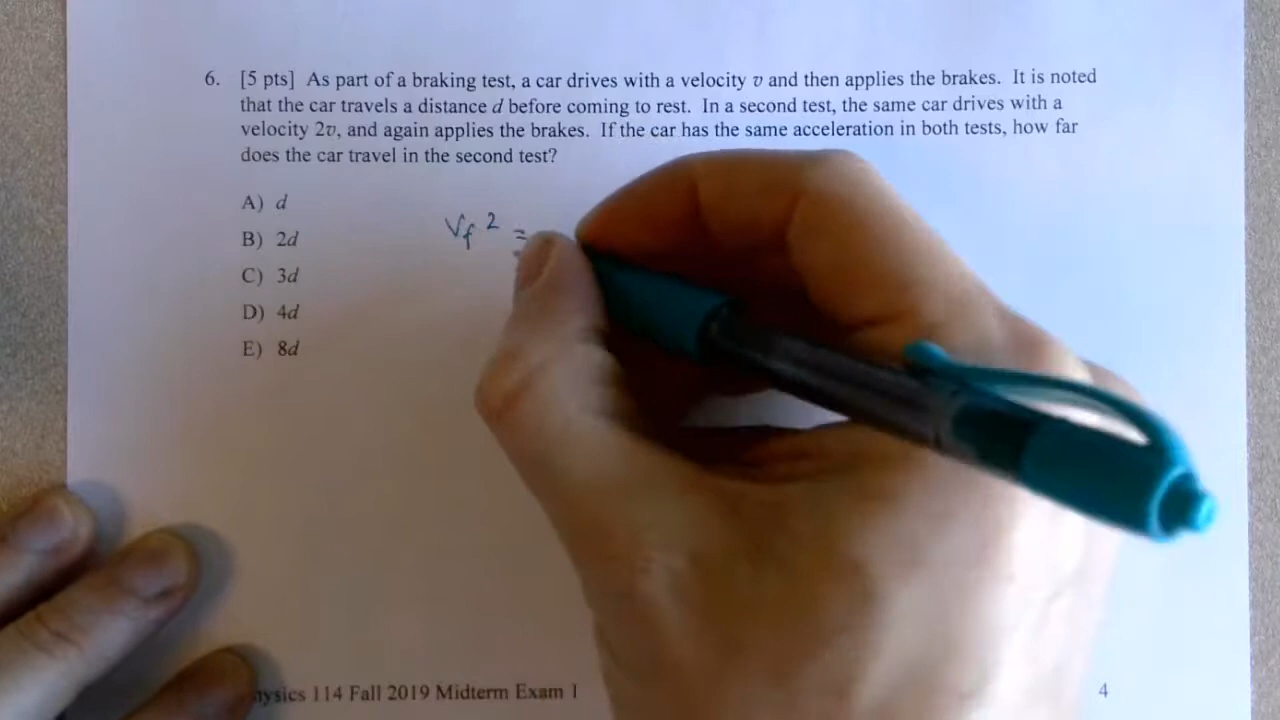 6. [5 pts] As part of a braking test, a car drives with a velocity v and then applies the brakes. It is noted
that the car travels a distance d before coming to rest. In a second test, the same car drives with a
velocity 2v, and again applies the brakes. If the car has the same acceleration in both tests, how far
does the car travel in the second test?
A) d
B) 2d
C) 3d
D) 4d
E) 8d
Vf² =
114 Fall 2019 Midterm Exam 1
4